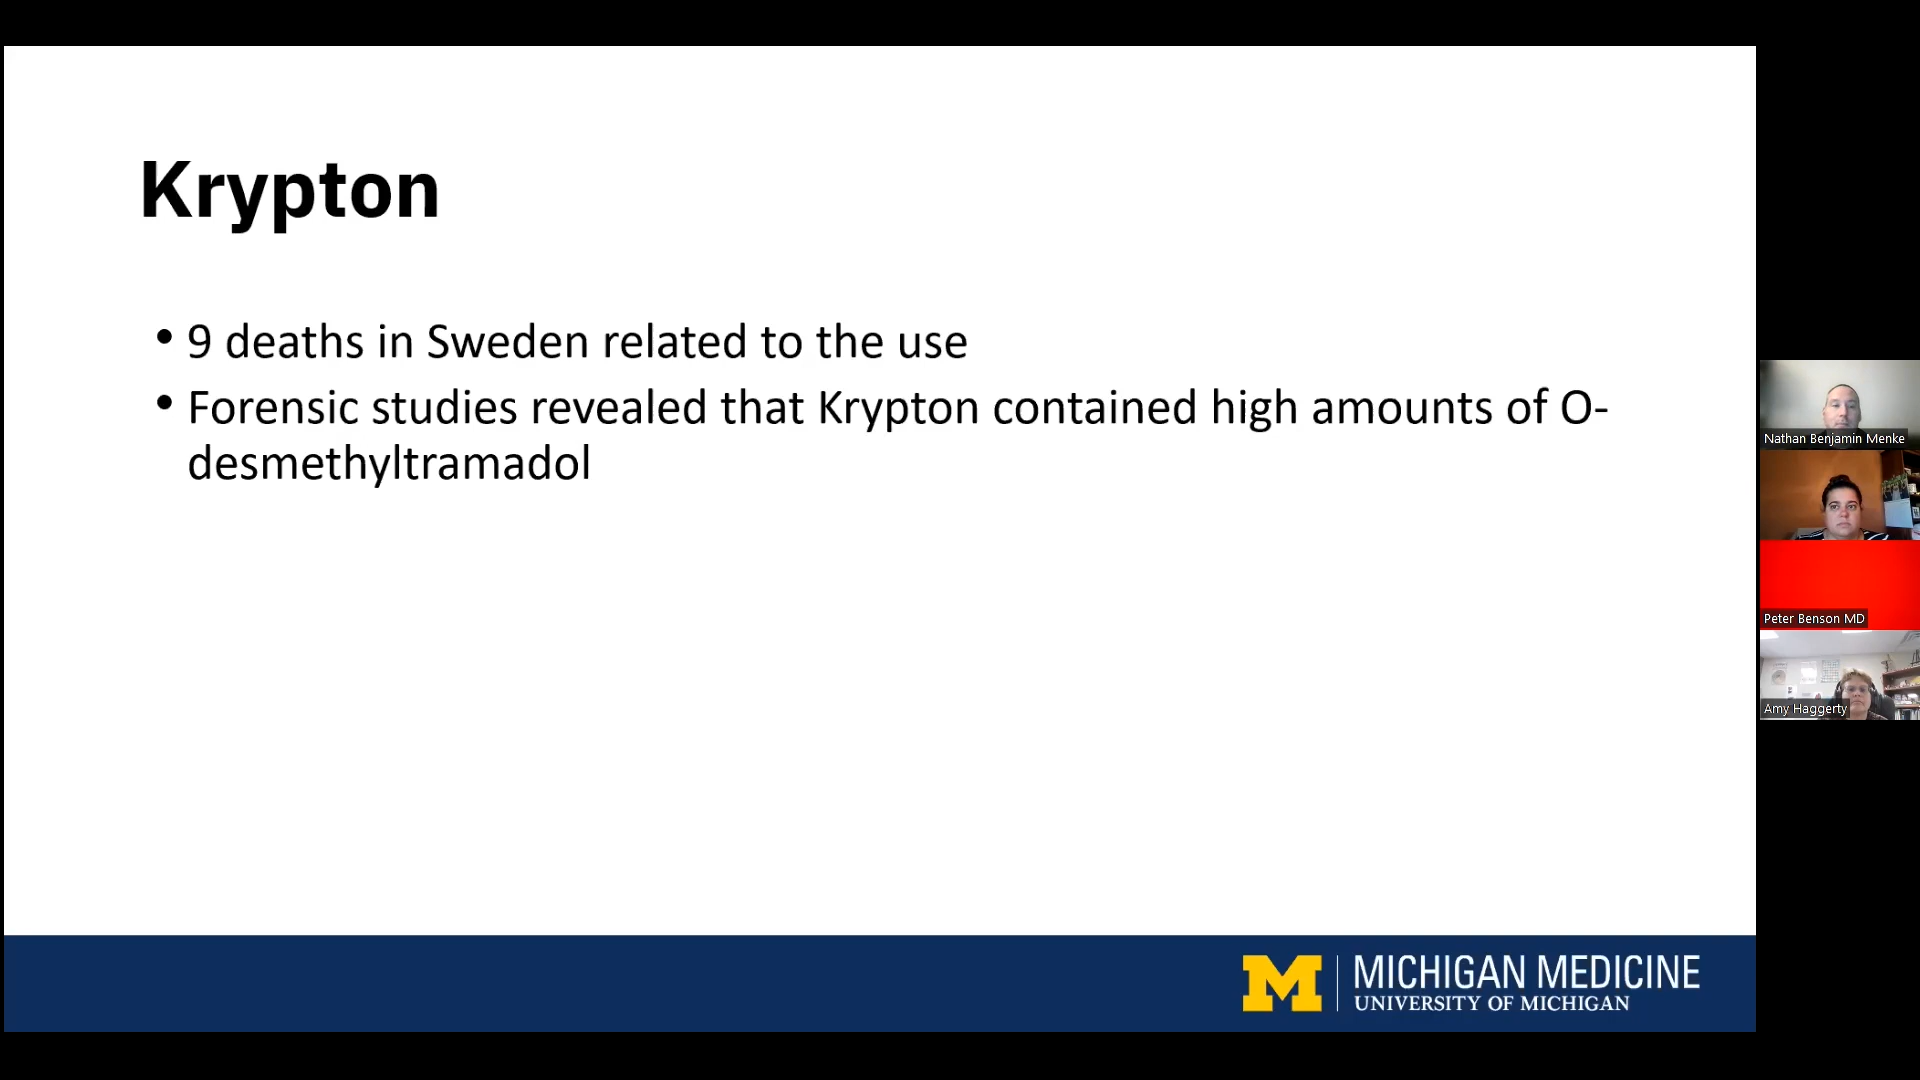 Krypton
• 9 deaths in Sweden related to the use
• Forensic studies revealed that Krypton contained high amounts of O-
desmethyltramadol
Nathan Benjamin Menke
Peter Benson MD
Amy Haggerty
M MICHIGAN MEDICINE
UNIVERSITY OF MICHIGAN